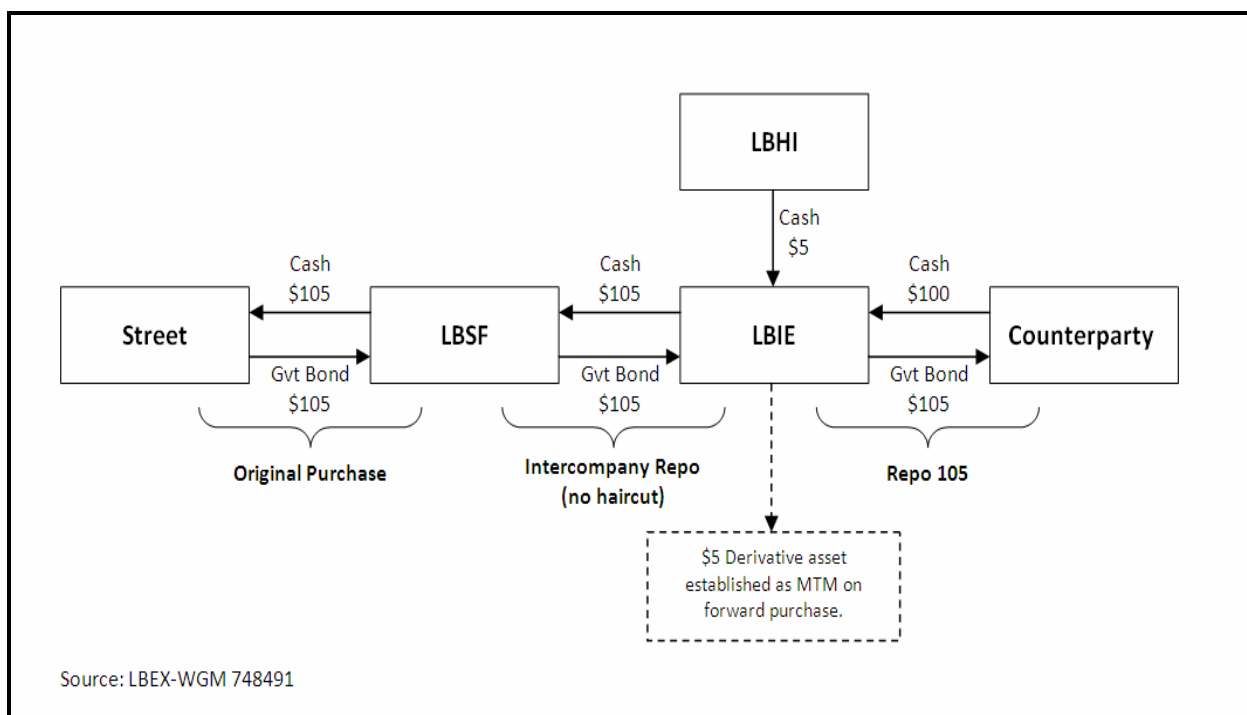 LBHI
Cash
$5
Cash
$105
Cash
$105
Cash
$100
Street
LBSF
LBIE
Counterparty
Gvt Bond
$105
Gvt Bond
$105
Gvt Bond
$105
Original Purchase
Intercompany Repo
(no haircut)
Repo 105
$5 Derivative asset
established as MTM on
forward purchase.
Source: LBEX-WGM 748491